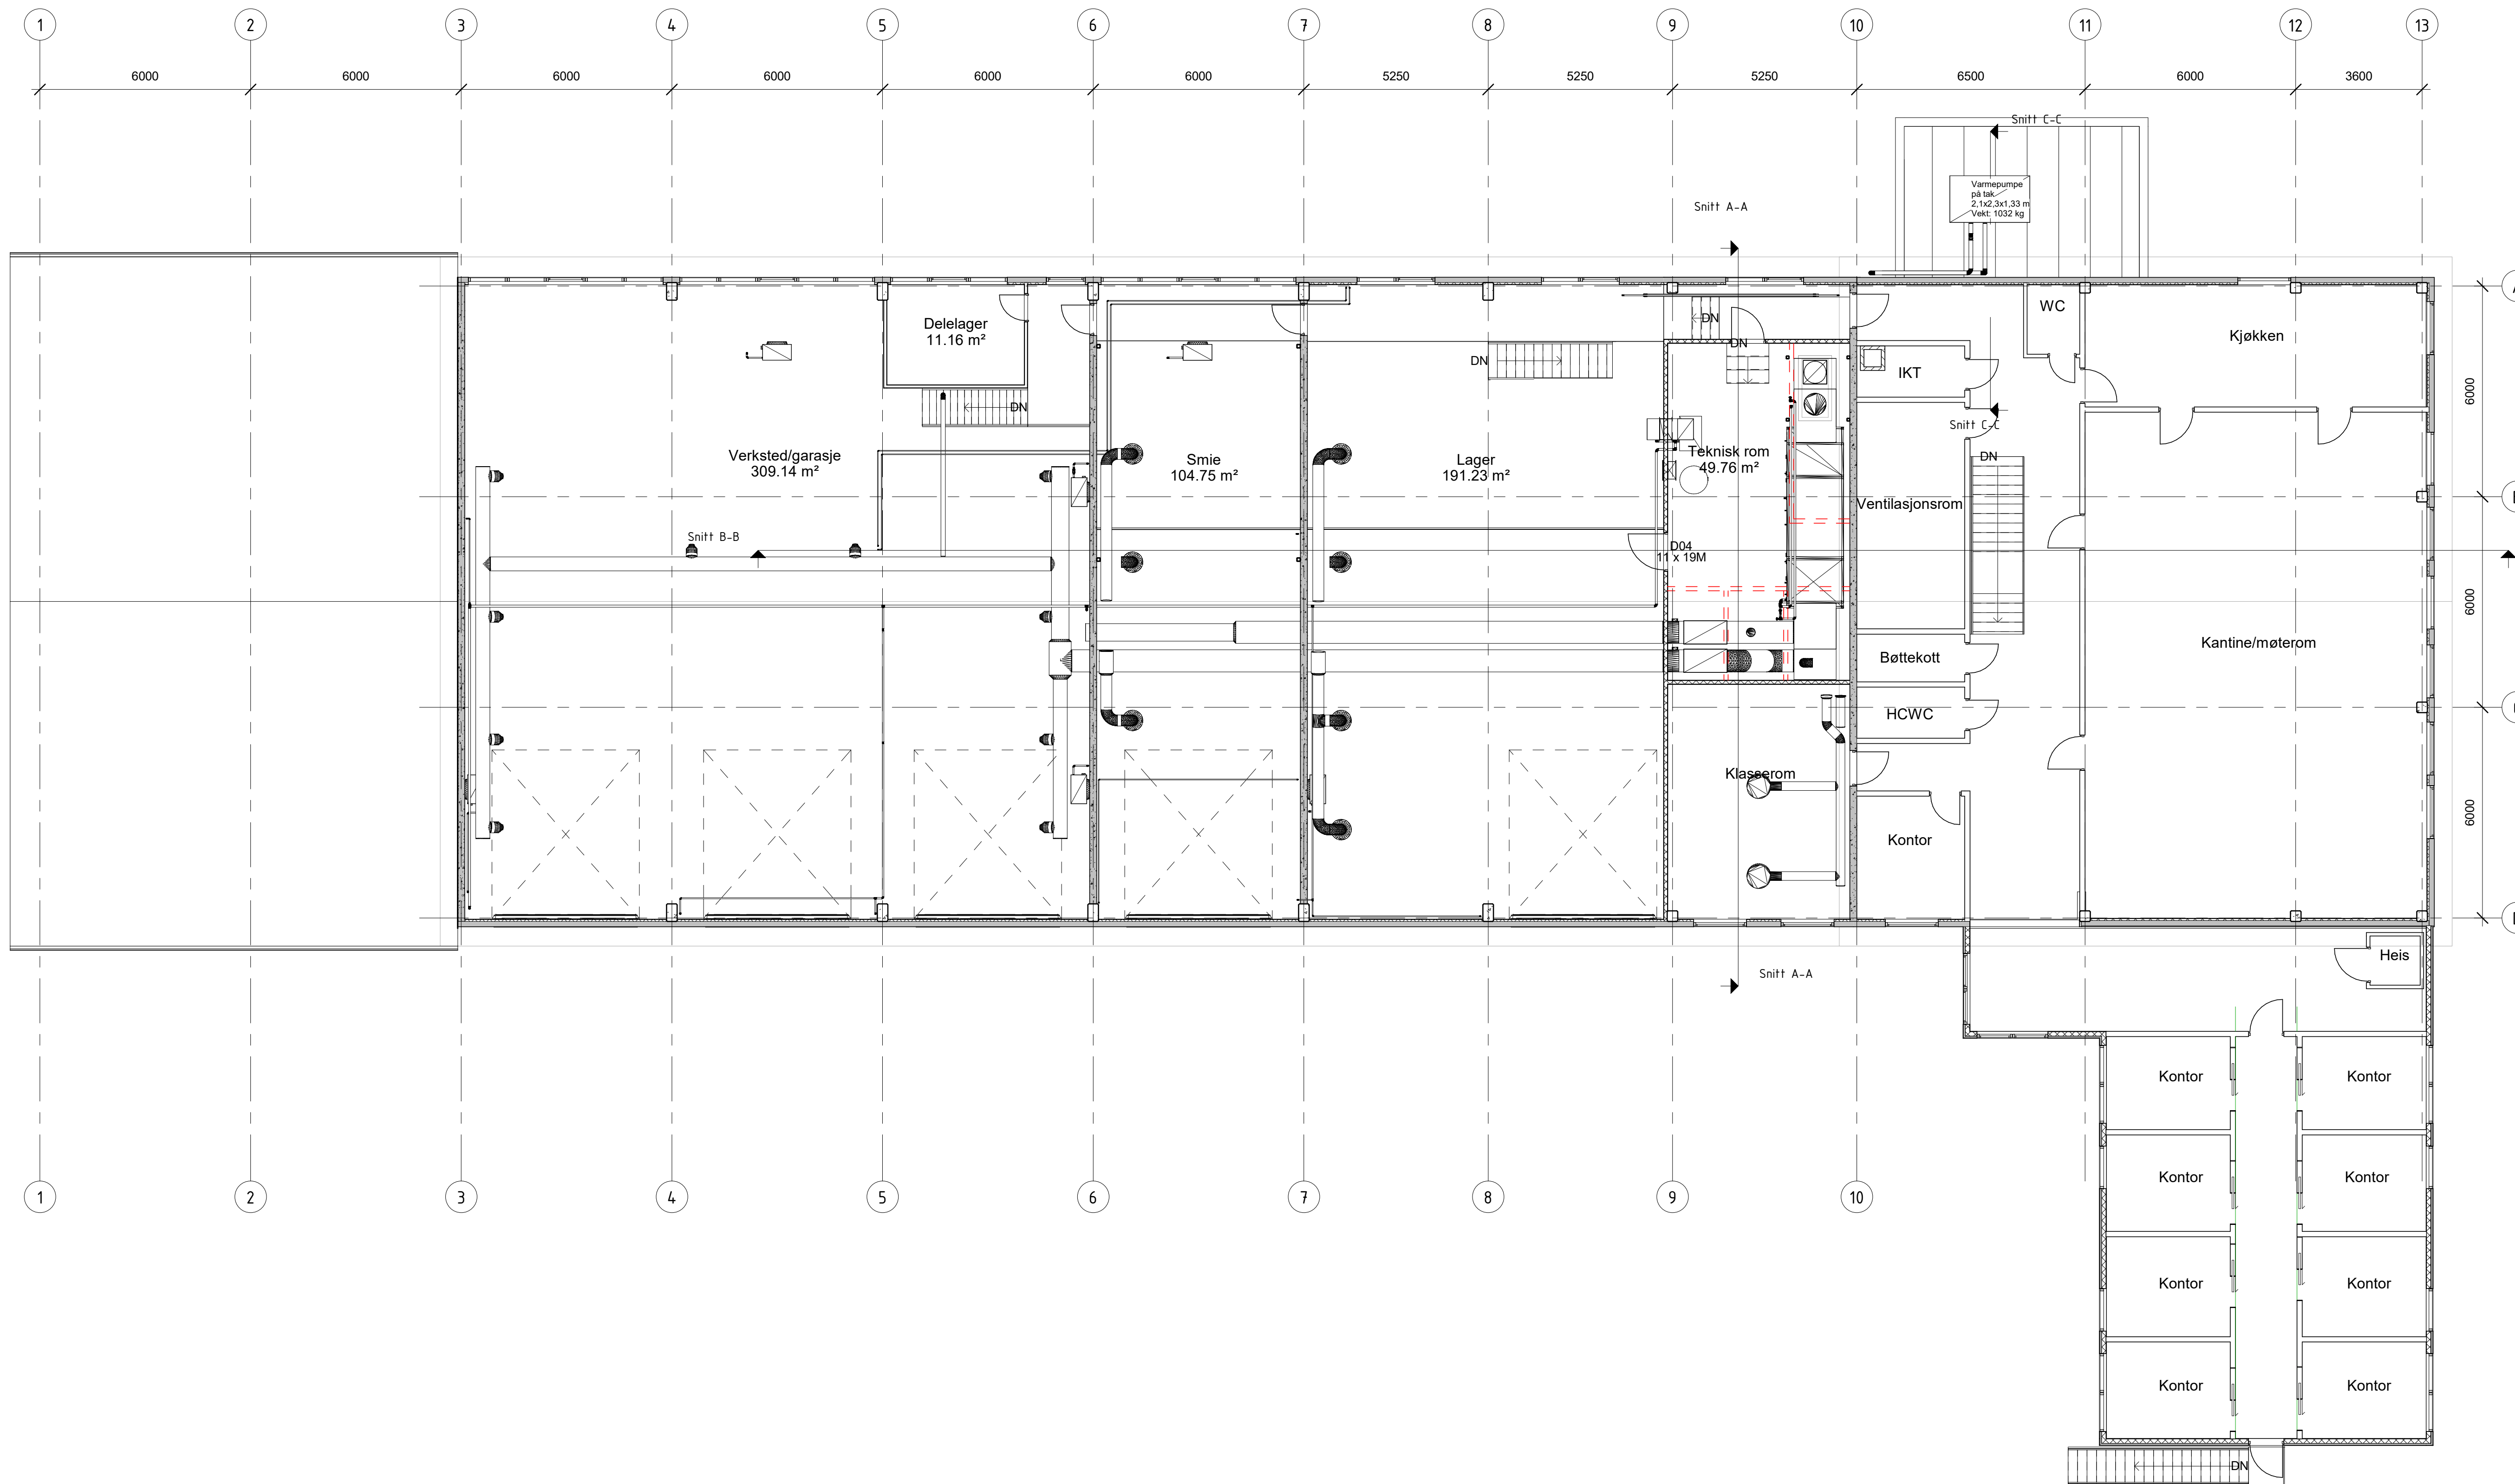 1 2 3 4 5 6 7 8 9 10 11 12 13
6000 6000 6000 6000 6000 6000 5250 5250 5250 6500 6000 3600
Snitt C-C
Varmepumpe
på tak
2,1x2,3x1,33 m
Vekt: 1032 kg
Snitt A-A
Delelager
11.16 m²
DN
DN
DN
DN
WC
Kjøkken
IKT
6000
Snitt C-C
DN
Verksted/garasje
309.14 m²
Smie
104.75 m²
Lager
191.23 m²
Teknisk rom
49.76 m²
Ventilasjonsrom
Snitt B-B
D04
11 x 19M
6000
Kantine/møterom
Bøttekott
HCWC
Klasserom
6000
Kontor
Heis
Snitt A-A
Kontor
Kontor
1 2 3 4 5 6 7 8 9 10
Kontor
Kontor
Kontor
Kontor
Kontor
Kontor
DN